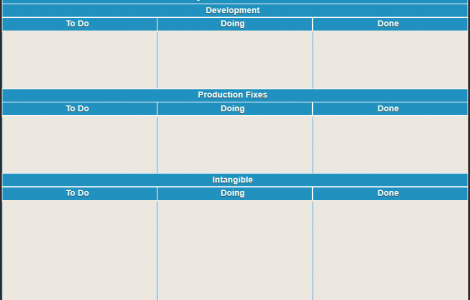 Development
To Do Doing Done
Production Fixes
To Do Doing Done
Intangible
To Do Doing Done